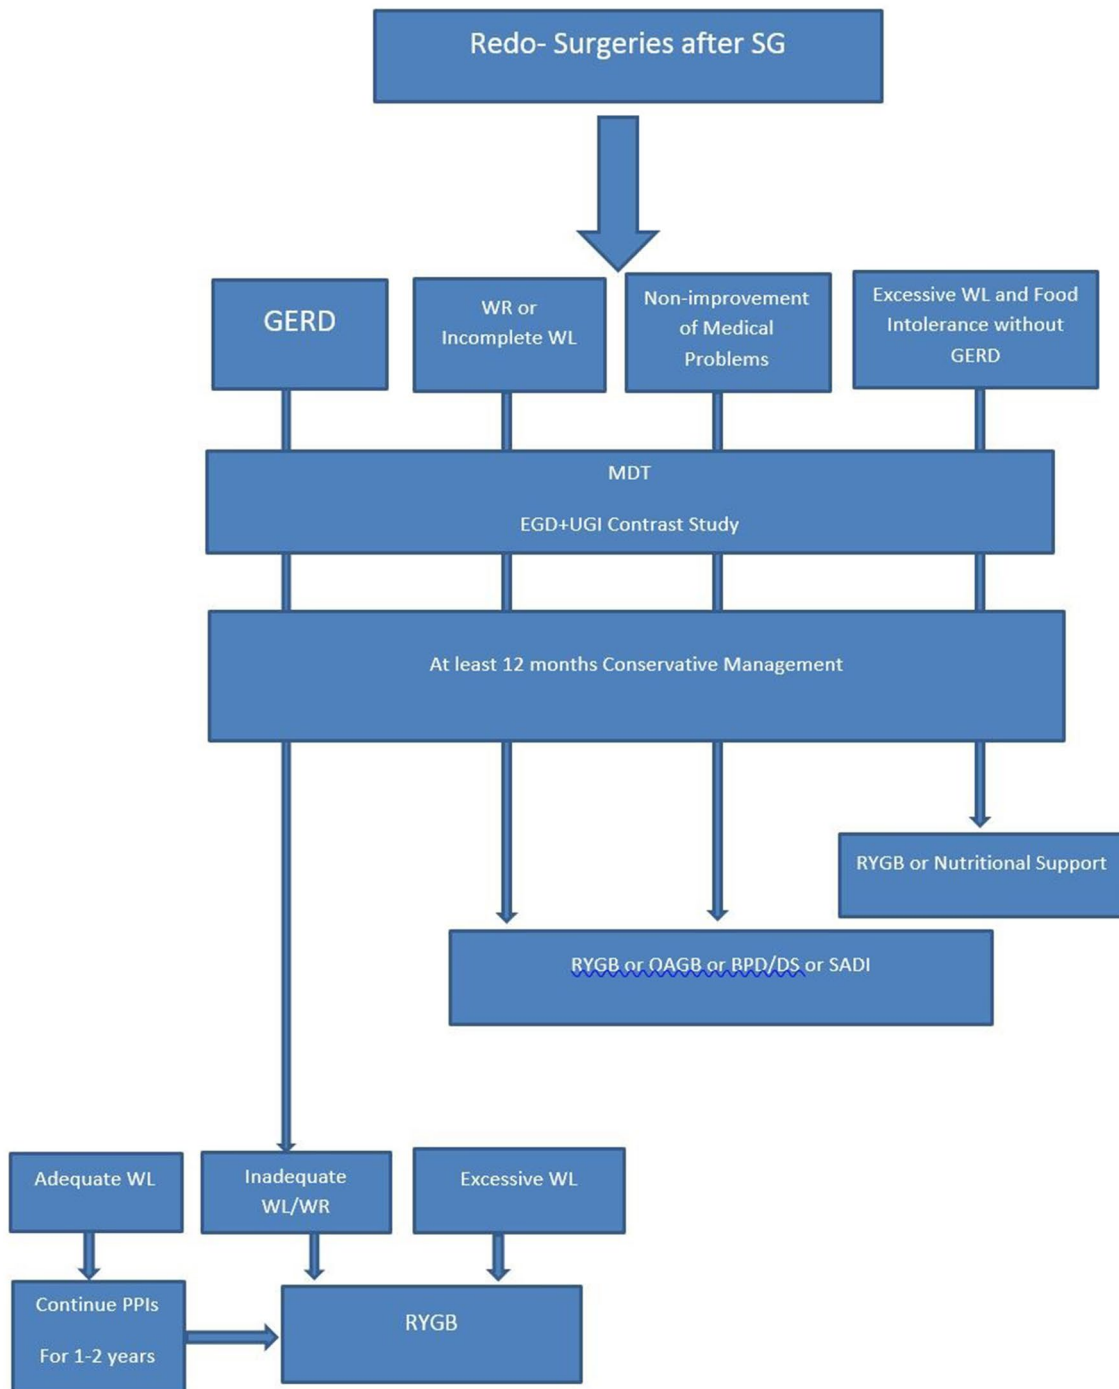 Redo- Surgeries after SG
GERD
WR or
Incomplete WL
Non-improvement
of Medical
Problems
Excessive WL and Food
Intolerance without
GERD
MDT
EGD+UGI Contrast Study
At least 12 months Conservative Management
RYGB or Nutritional Support
RYGB or OAGB or BPD/DS or SADI
Adequate WL
Inadequate
WL/WR
Excessive WL
Continue PPIs
For 1-2 years
RYGB